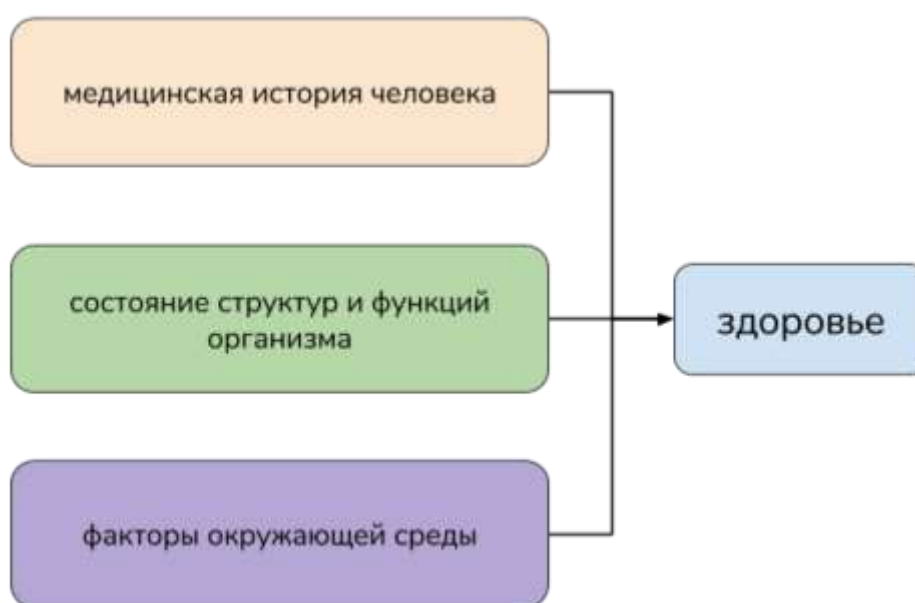 медицинская история человека
состояние структур и функций
организма
здоровье
факторы окружающей среды